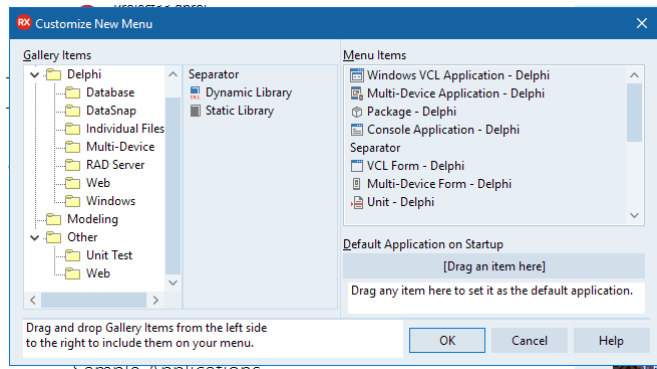 RX Customize New Menu
Gallery Items
Delphi
Database
DataSnap
Individual Files
Multi-Device
RAD Server
Web
Windows
Modeling
Other
Unit Test
Web
Separator
Dynamic Library
Static Library
Menu Items
Windows VCL Application - Delphi
Multi-Device Application - Delphi
Package - Delphi
Console Application - Delphi
Separator
VCL Form - Delphi
Multi-Device Form - Delphi
Unit - Delphi
Default Application on Startup
[Drag an item here]
Drag any item here to set it as the default application.
Drag and drop Gallery Items from the left side
to the right to include them on your menu.
OK
Cancel
Help
Sample Applications